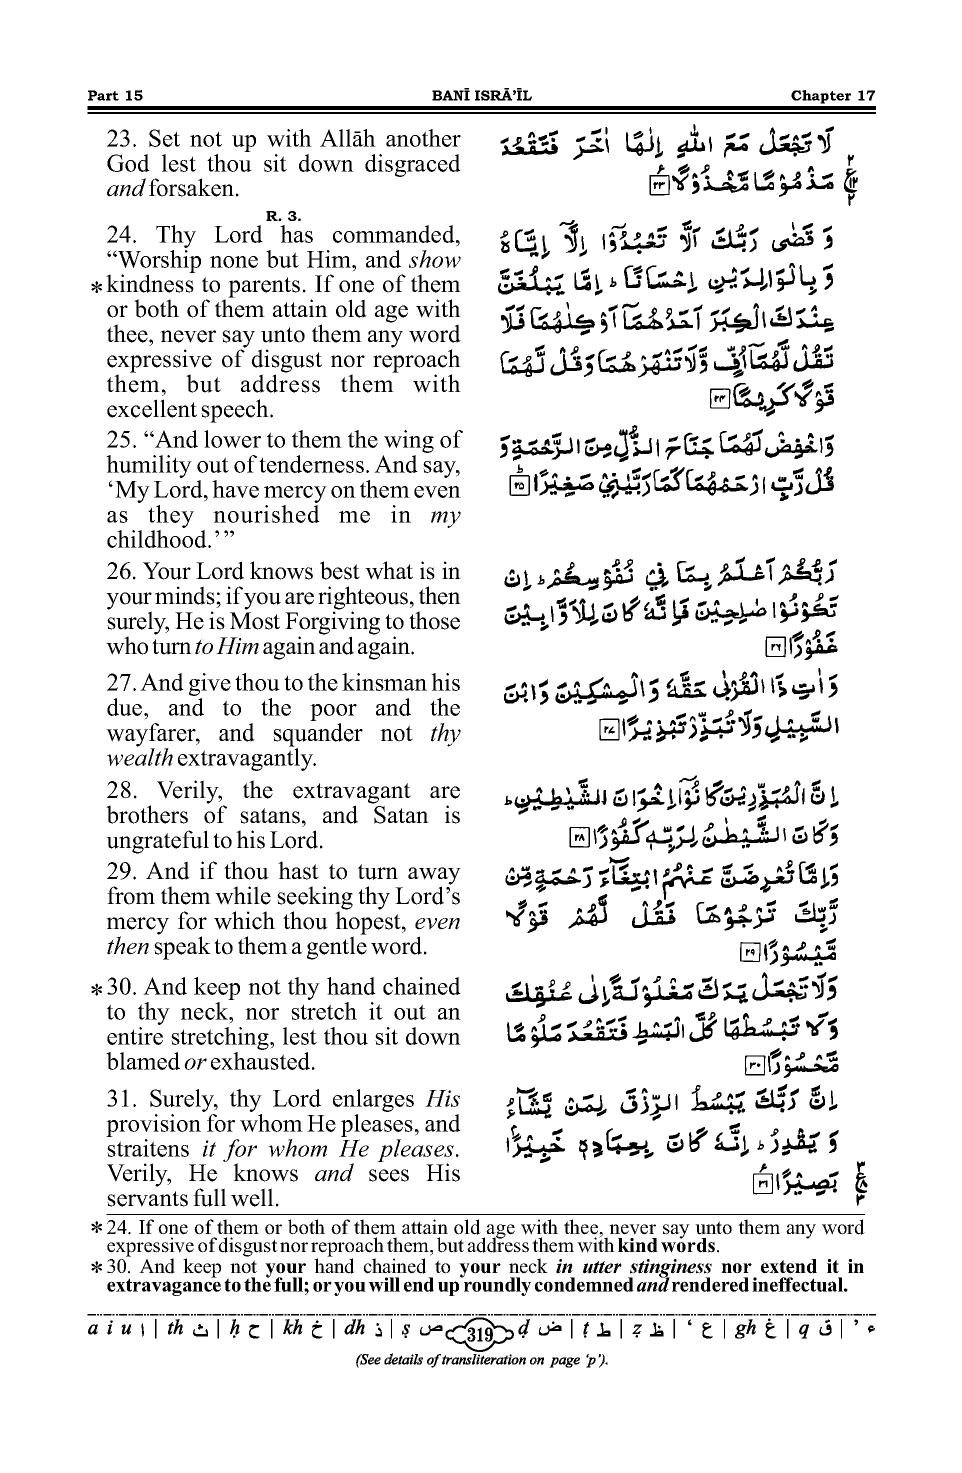 Part 15 BANĪ ISRĀ’ĪL Chapter 17
23. Set not up with Allāh another
God lest thou sit down disgraced
and forsaken.
R. 3.
24. Thy Lord has commanded,
“Worship none but Him, and show
*kindness to parents. If one of them
or both of them attain old age with
thee, never say unto them any word
expressive of disgust nor reproach
them, but address them with
excellent speech.
25. “And lower to them the wing of
humility out of tenderness. And say,
‘My Lord, have mercy on them even
as they nourished me in my
childhood.’”
26. Your Lord knows best what is in
your minds; if you are righteous, then
surely, He is Most Forgiving to those
who turn to Him again and again.
27. And give thou to the kinsman his
due, and to the poor and the
wayfarer, and squander not thy
wealth extravagantly.
28. Verily, the extravagant are
brothers of satans, and Satan is
ungrateful to his Lord.
29. And if thou hast to turn away
from them while seeking thy Lord’s
mercy for which thou hopest, even
then speak to them a gentle word.
*30. And keep not thy hand chained
to thy neck, nor stretch it out an
entire stretching, lest thou sit down
blamed or exhausted.
31. Surely, thy Lord enlarges His
provision for whom He pleases, and
straitens it for whom He pleases.
Verily, He knows and sees His
servants full well.
لَا تَجْعَلْ مَعَ اللّٰهِ اِلٰهًا اٰخَرَ فَتَقْعُدَ
مَذْمُوْمًا مَّخْذُوْلًا ۲۳
وَ قَضٰى رَبُّكَ اَلَّا تَعْبُدُوْۤا اِلَّاۤ اِيَّاهُ
وَ بِالْوَالِدَيْنِ اِحْسَانًا ؕ اِمَّا يَبْلُغَنَّ
عِنْدَكَ الْكِبَرَ اَحَدُهُمَاۤ اَوْ كِلٰهُمَا فَلَا
تَقُلْ لَّهُمَاۤ اُفٍّ وَّلَا تَنْهَرْهُمَا وَقُلْ لَّهُمَا
قَوْلًا كَرِيْمًا ۲۴
وَاخْفِضْ لَهُمَا جَنَاحَ الذُّلِّ مِنَ الرَّحْمَةِ وَ
قُلْ رَّبِّ ارْحَمْهُمَا كَمَا رَبَّيٰنِيْ صَغِيْرًا ۲۵
رَبُّكُمْ اَعْلَمُ بِمَا فِيْ نُفُوْسِكُمْ ؕ اِنْ
تَكُوْنُوْا صٰلِحِيْنَ فَاِنَّهٗ كَانَ لِلْاَوَّابِيْنَ
غَفُوْرًا ۲۶
وَ اٰتِ ذَا الْقُرْبٰى حَقَّهٗ وَ الْمِسْكِيْنَ وَ ابْنَ
السَّبِيْلِ وَلَا تُبَذِّرْ تَبْذِيْرًا ۲۷
اِنَّ الْمُبَذِّرِيْنَ كَانُوْۤا اِخْوَانَ الشَّيٰطِيْنِ ؕ
وَ كَانَ الشَّيْطٰنُ لِرَبِّهٖ كَفُوْرًا ۲۸
وَاِمَّا تُعْرِضَنَّ عَنْهُمُ ابْتِغَآءَ رَحْمَةٍ مِّنْ
رَّبِّكَ تَرْجُوْهَا فَقُلْ لَّهُمْ قَوْلًا
مَّيْسُوْرًا ۲۹
وَلَا تَجْعَلْ يَدَكَ مَغْلُوْلَةً اِلٰى عُنُقِكَ
وَلَا تَبْسُطْهَا كُلَّ الْبَسْطِ فَتَقْعُدَ مَلُوْمًا
مَّحْسُوْرًا ۳۰
اِنَّ رَبَّكَ يَبْسُطُ الرِّزْقَ لِمَنْ يَّشَآءُ
وَ يَقْدِرُ ؕ اِنَّهٗ كَانَ بِعِبَادِهٖ خَبِيْرًۢا
بَصِيْرًا ۳۱
*24. If one of them or both of them attain old age with thee, never say unto them any word
expressive of disgust nor reproach them, but address them with kind words.
*30. And keep not your hand chained to your neck in utter stinginess nor extend it in
extravagance to the full; or you will end up roundly condemned and rendered ineffectual.
a i u ا | th ث | ḥ ح | kh خ | dh ذ | ṣ ص 319 ḍ ض | ṭ ط | ẓ ظ | ‘ ع | gh غ | q ق | ’ ء
(See details of transliteration on page ‘p’).